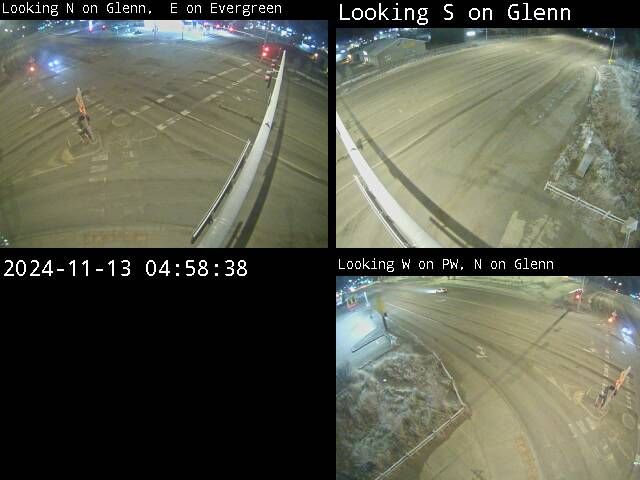 Looking N on Glenn,  E on Evergreen
Looking S on Glenn
2024-11-13 04:58:38
Looking W on PW, N on Glenn